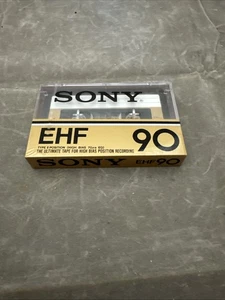 SONY
EHF 90
TYPE II POSITION (HIGH) BIAS 70µs EQ
THE ULTIMATE TAPE FOR HIGH BIAS POSITION RECORDING
EHF 90